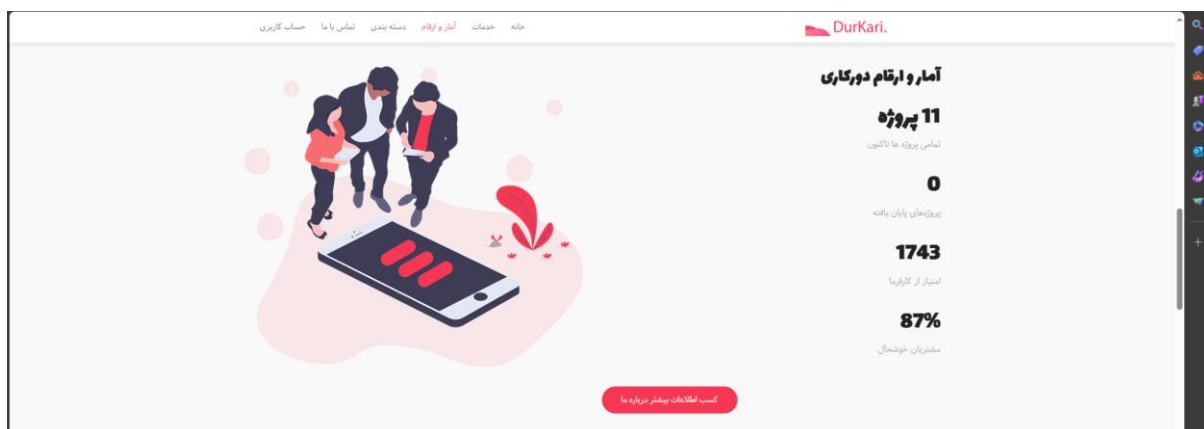 DurKari.
خانه خدمات آمار و ارقام دسته بندی تماس با ما حساب کاربری
آمار و ارقام دورکاری
11 پروژه
تمامی پروژه ها تاکنون
0
پروژه‌های پایان یافته
1743
امتیاز از کارفرما
87%
مشتریان خوشحال
کسب اطلاعات بیشتر درباره ما